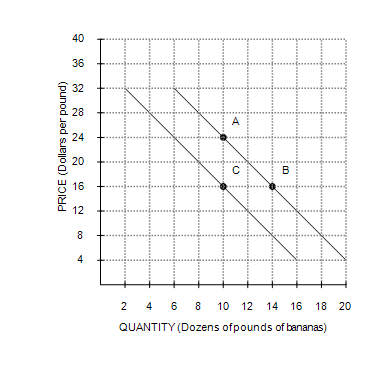 40
36
32
28
24
20
16
12
8
4
PRICE (Dollars per pound)
A
B
C
2 4 6 8 10 12 14 16 18 20
QUANTITY (Dozens of pounds of bananas)